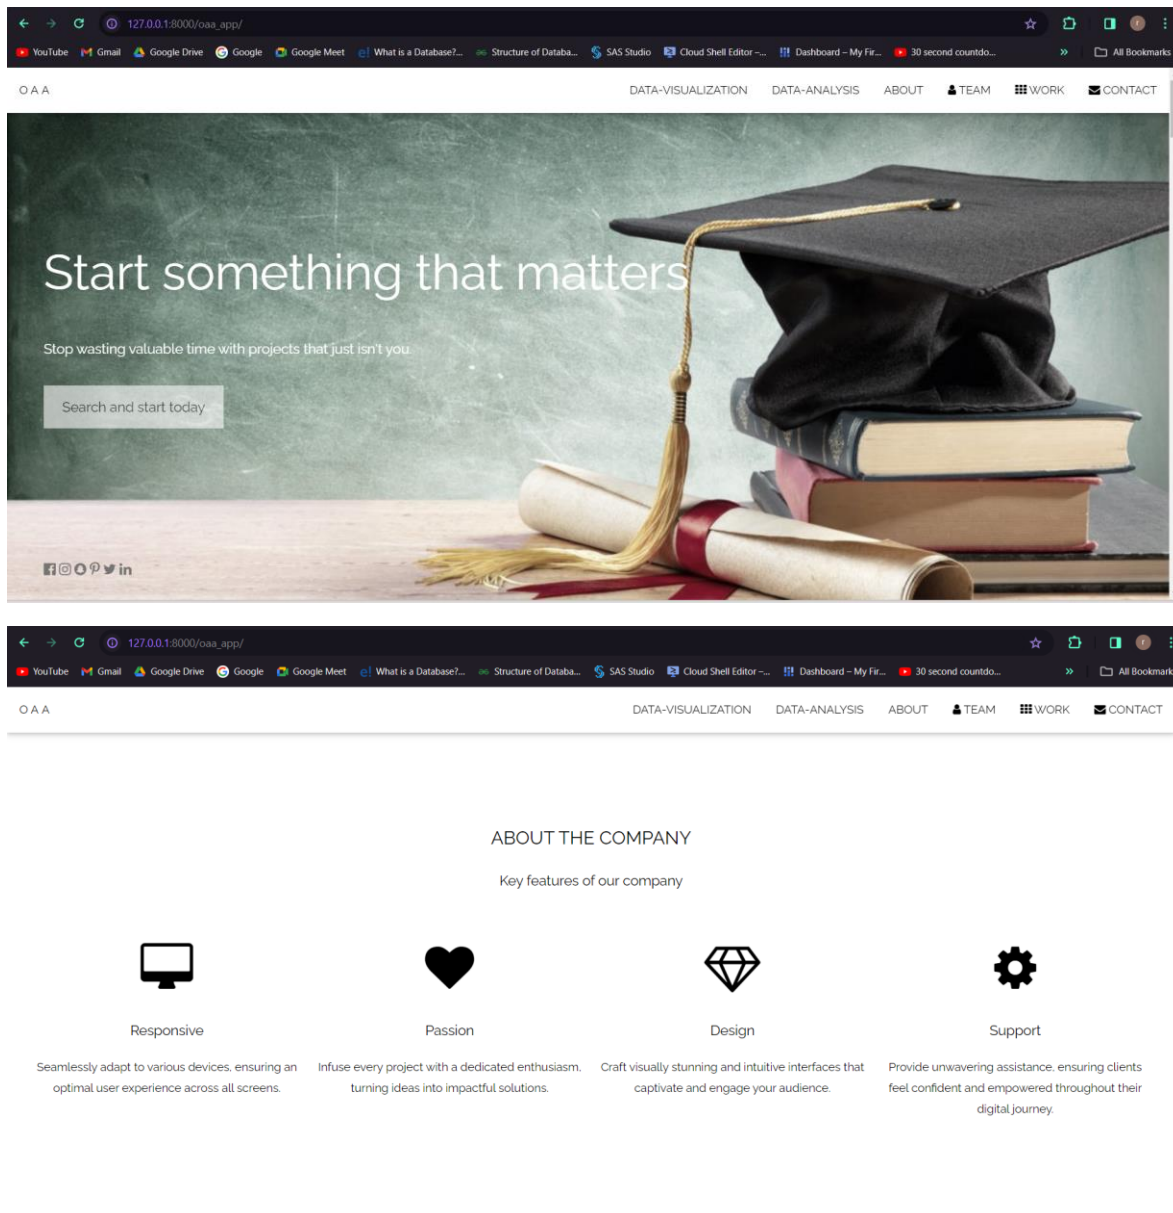 127.0.0.1:8000/oaa_app/
YouTube Gmail Google Drive Google Google Meet What is a Database?... Structure of Databa... SAS Studio Cloud Shell Editor –... Dashboard – My Fir... 30 second countdo... » All Bookmarks
O A A DATA-VISUALIZATION DATA-ANALYSIS ABOUT TEAM WORK CONTACT
Start something that matters
Stop wasting valuable time with projects that just isn't you.
Search and start today
127.0.0.1:8000/oaa_app/
YouTube Gmail Google Drive Google Google Meet What is a Database?... Structure of Databa... SAS Studio Cloud Shell Editor –... Dashboard – My Fir... 30 second countdo... » All Bookmark
O A A DATA-VISUALIZATION DATA-ANALYSIS ABOUT TEAM WORK CONTACT
ABOUT THE COMPANY
Key features of our company
Responsive Passion Design Support
Seamlessly adapt to various devices, ensuring an optimal user experience across all screens.
Infuse every project with a dedicated enthusiasm, turning ideas into impactful solutions.
Craft visually stunning and intuitive interfaces that captivate and engage your audience.
Provide unwavering assistance, ensuring clients feel confident and empowered throughout their digital journey.